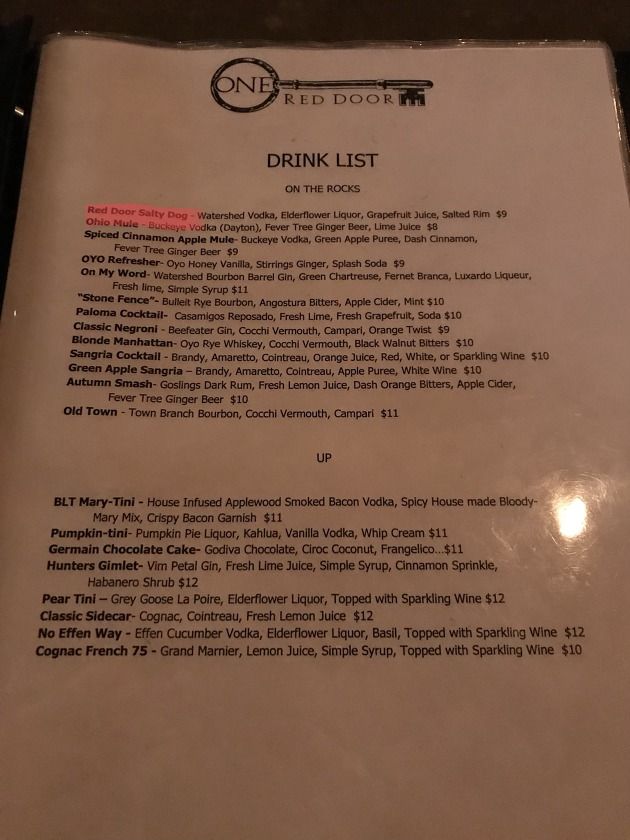 ONE
RED DOOR
DRINK LIST
ON THE ROCKS
Red Door Salty Dog - Watershed Vodka, Elderflower Liquor, Grapefruit Juice, Salted Rim $9
Ohio Mule - Buckeye Vodka (Dayton), Fever Tree Ginger Beer, Lime Juice $8
Spiced Cinnamon Apple Mule- Buckeye Vodka, Green Apple Puree, Dash Cinnamon,
Fever Tree Ginger Beer $9
OYO Refresher- Oyo Honey Vanilla, Stirrings Ginger, Splash Soda $9
On My Word- Watershed Bourbon Barrel Gin, Green Chartreuse, Fernet Branca, Luxardo Liqueur,
Fresh lime, Simple Syrup $11
"Stone Fence"- Bulleit Rye Bourbon, Angostura Bitters, Apple Cider, Mint $10
Paloma Cocktail- Casamigos Reposado, Fresh Lime, Fresh Grapefruit, Soda $10
Classic Negroni - Beefeater Gin, Cocchi Vermouth, Campari, Orange Twist $9
Blonde Manhattan- Oyo Rye Whiskey, Cocchi Vermouth, Black Walnut Bitters $10
Sangria Cocktail - Brandy, Amaretto, Cointreau, Orange Juice, Red, White, or Sparkling Wine $10
Green Apple Sangria – Brandy, Amaretto, Cointreau, Apple Puree, White Wine $10
Autumn Smash- Goslings Dark Rum, Fresh Lemon Juice, Dash Orange Bitters, Apple Cider,
Fever Tree Ginger Beer $10
Old Town - Town Branch Bourbon, Cocchi Vermouth, Campari $11
UP
BLT Mary-Tini - House Infused Applewood Smoked Bacon Vodka, Spicy House made Bloody-
Mary Mix, Crispy Bacon Garnish $11
Pumpkin-tini- Pumpkin Pie Liquor, Kahlua, Vanilla Vodka, Whip Cream $11
Germain Chocolate Cake- Godiva Chocolate, Ciroc Coconut, Frangelico...$11
Hunters Gimlet- Vim Petal Gin, Fresh Lime Juice, Simple Syrup, Cinnamon Sprinkle,
Habanero Shrub $12
Pear Tini – Grey Goose La Poire, Elderflower Liquor, Topped with Sparkling Wine $12
Classic Sidecar- Cognac, Cointreau, Fresh Lemon Juice $12
No Effen Way - Effen Cucumber Vodka, Elderflower Liquor, Basil, Topped with Sparkling Wine $12
Cognac French 75 - Grand Marnier, Lemon Juice, Simple Syrup, Topped with Sparkling Wine $10